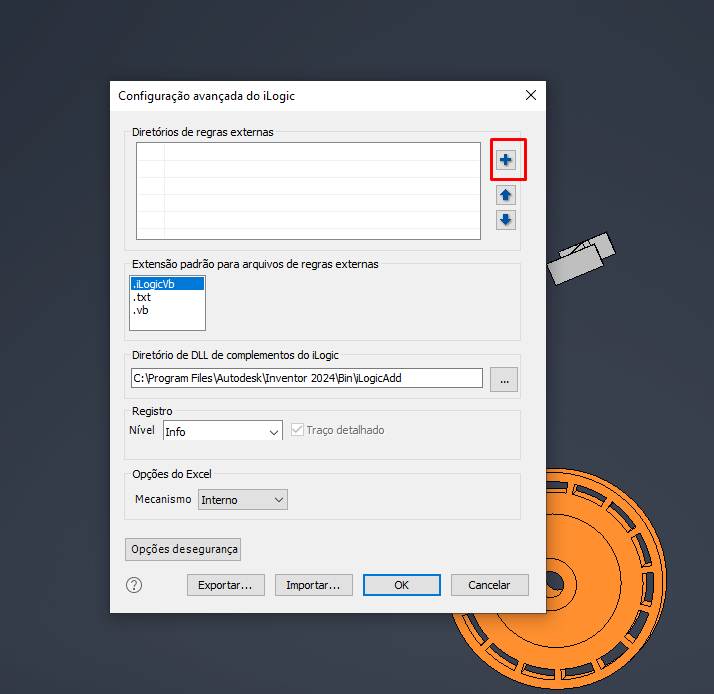 Configuração avançada do iLogic
Diretórios de regras externas
Extensão padrão para arquivos de regras externas
.iLogicVb
.txt
.vb
Diretório de DLL de complementos do iLogic
C:\Program Files\Autodesk\Inventor 2024\Bin\iLogicAdd
...
Registro
Nível Info Traço detalhado
Opções do Excel
Mecanismo Interno
Opções desegurança
? Exportar... Importar... OK Cancelar